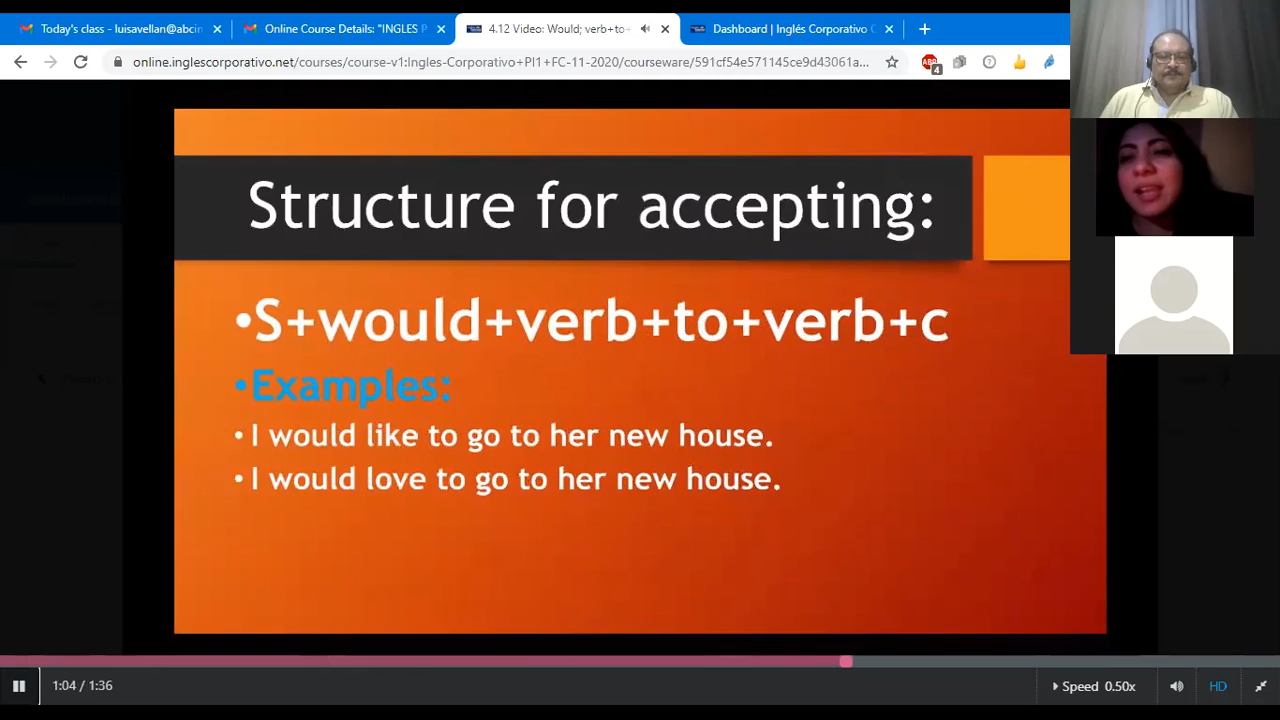 Today's class - luisavellan@abcin
Online Course Details: "INGLES P
4.12 Video: Would; verb+to+
Dashboard | Inglés Corporativo C
online.inglescorporativo.net/courses/course-v1:Ingles-Corporativo+PI1+FC-11-2020/courseware/591cf54e571145ce9d43061a...
ABP
4
Structure for accepting:
•S+would+verb+to+verb+c
•Examples:
• I would like to go to her new house.
• I would love to go to her new house.
1:04 / 1:36
Speed 0.50x
HD